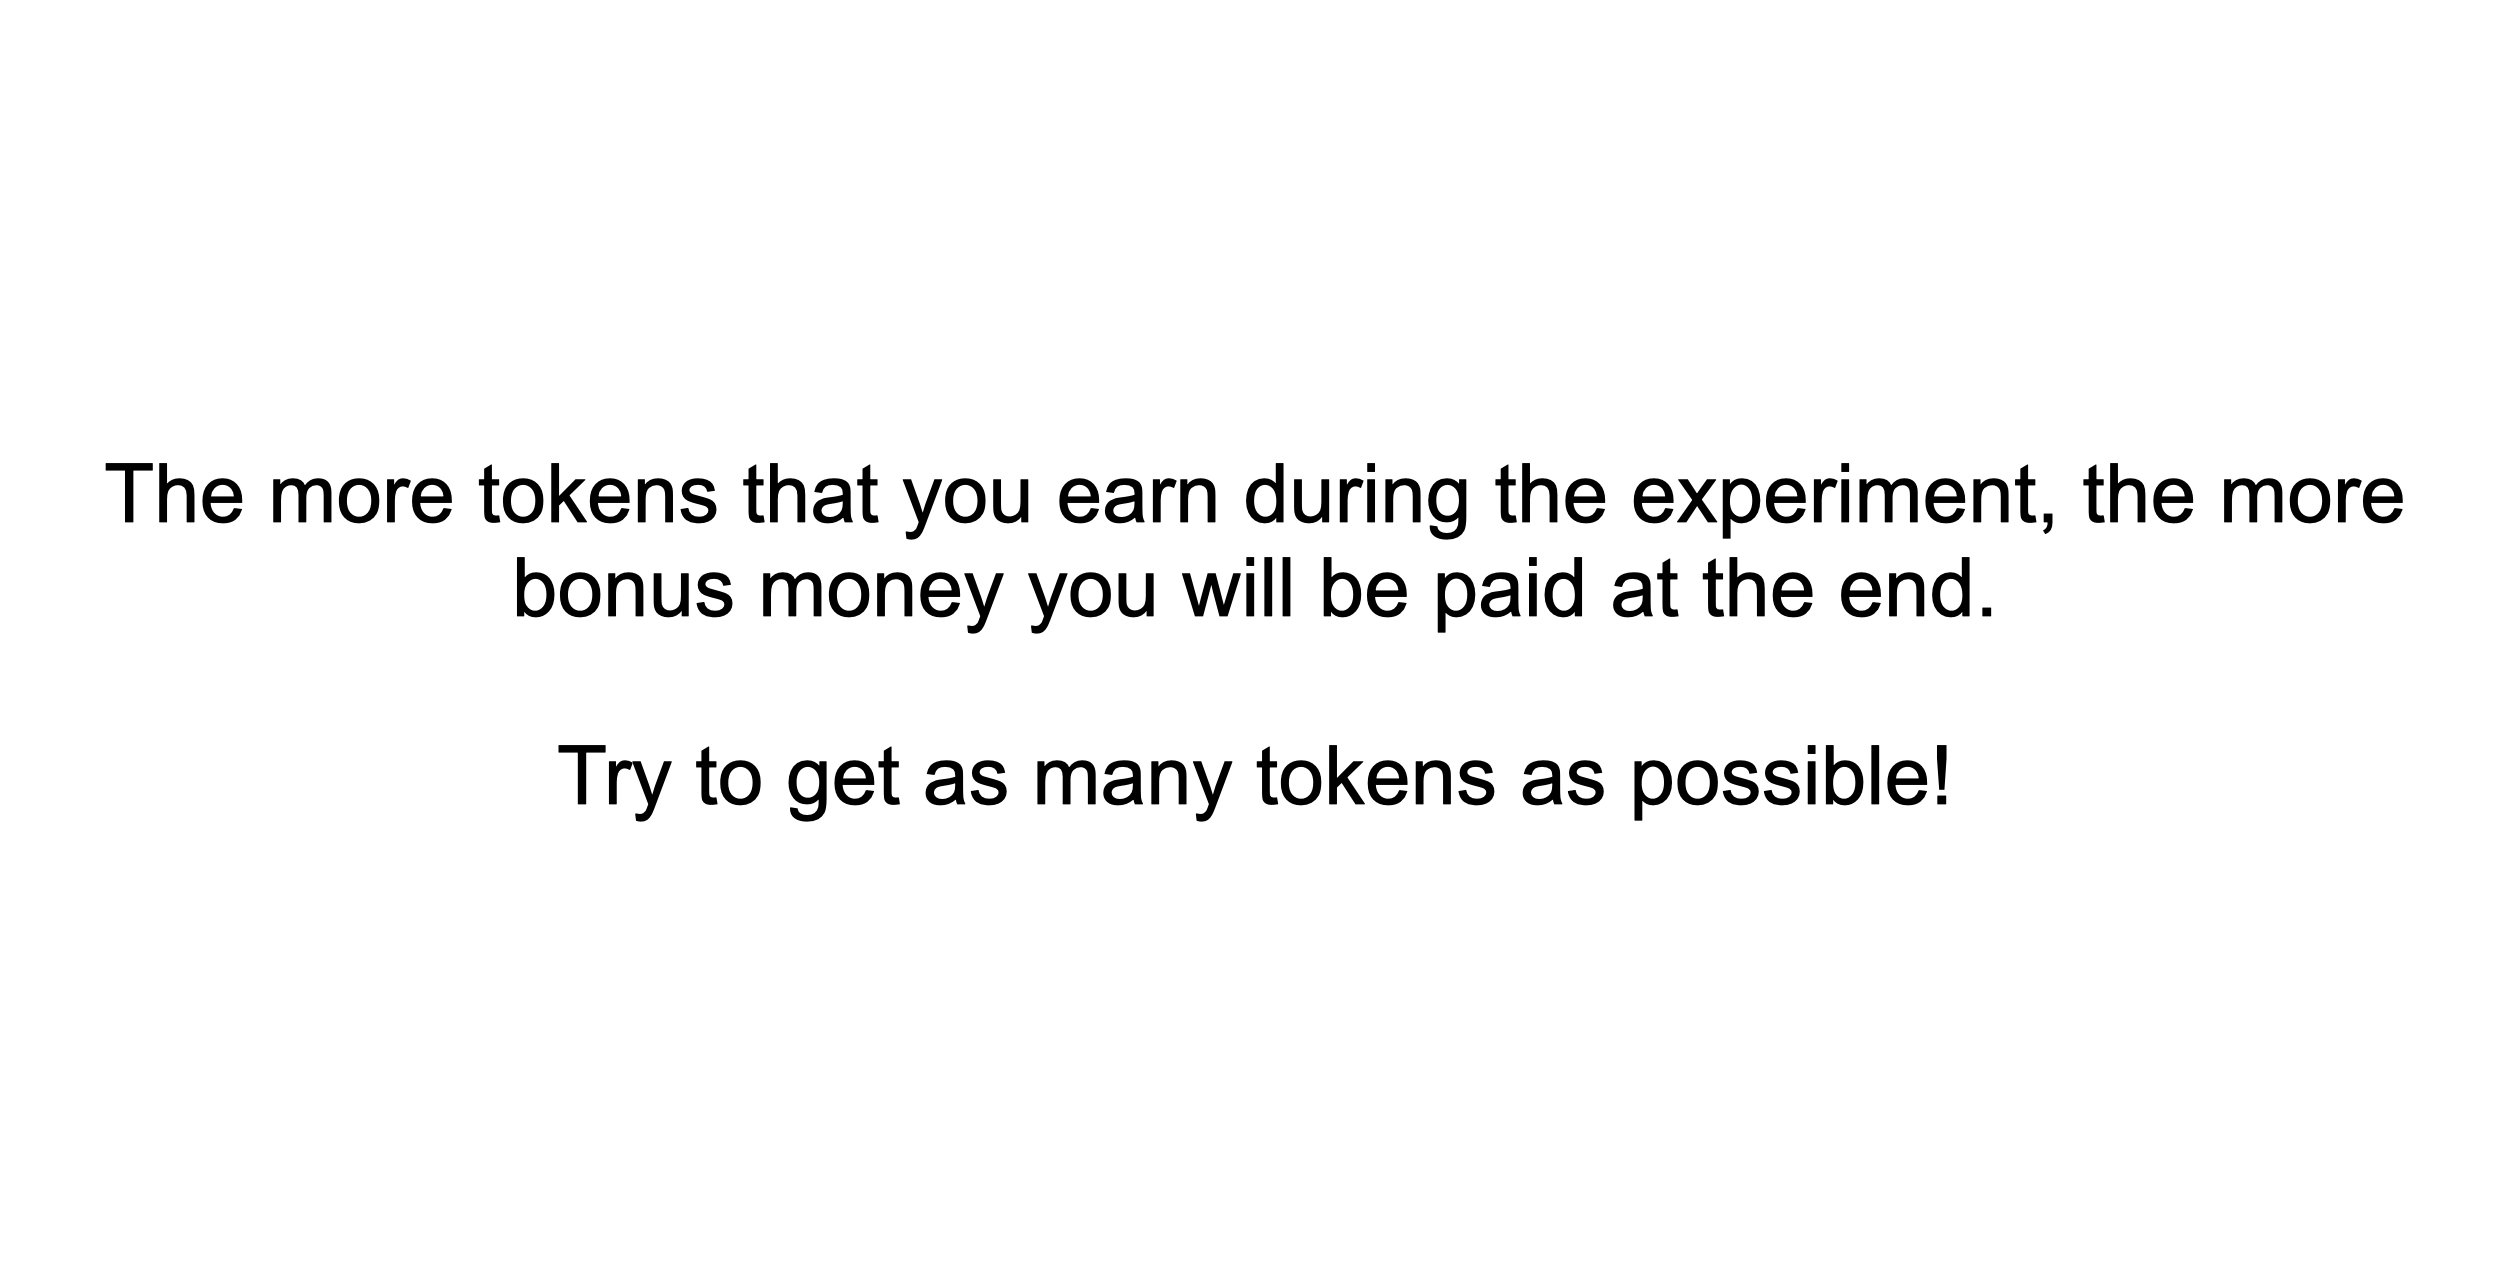 The more tokens that you earn during the experiment, the more
bonus money you will be paid at the end.
Try to get as many tokens as possible!